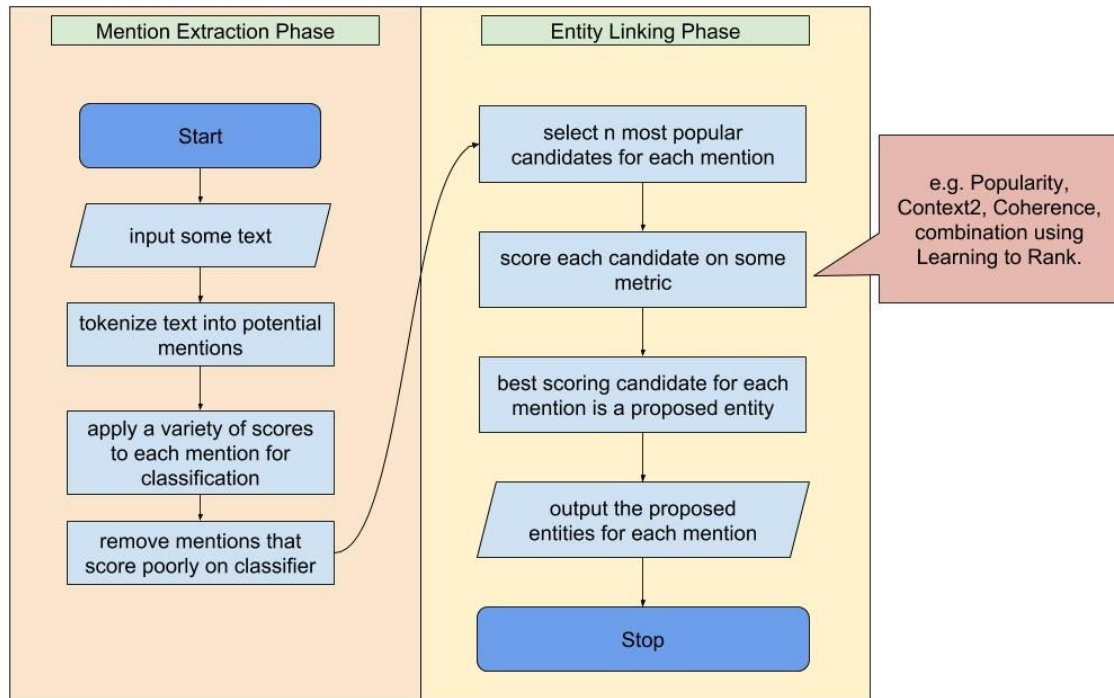 Mention Extraction Phase
Start
input some text
tokenize text into potential
mentions
apply a variety of scores
to each mention for
classification
remove mentions that
score poorly on classifier
Entity Linking Phase
select n most popular
candidates for each mention
score each candidate on some
metric
best scoring candidate for each
mention is a proposed entity
output the proposed
entities for each mention
Stop
e.g. Popularity,
Context2, Coherence,
combination using
Learning to Rank.